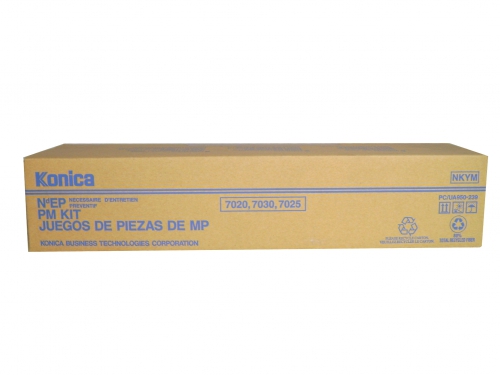 Konica
NKYM
NéEP NÉCESSAIRE D'ENTRETIEN
PRÉVENTIF
7020, 7030, 7025
PM KIT
JUEGOS DE PIEZAS DE MP
KONICA BUSINESS TECHNOLOGIES CORPORATION